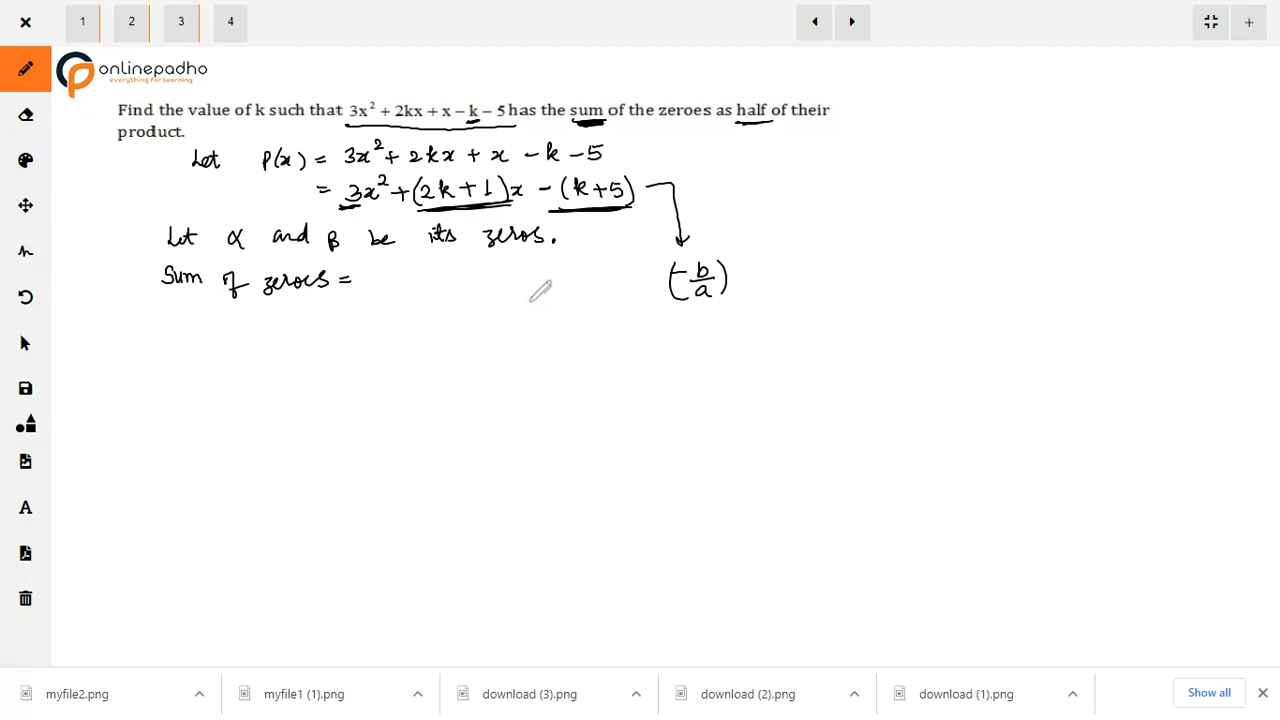 1 2 3 4
onlinepadho
everything for learning
Find the value of k such that 3x² + 2kx + x − k − 5 has the sum of the zeroes as half of their
product.
Let P(x) = 3x² + 2kx + x − k − 5
= 3x² + (2k + 1)x − (k + 5)
Let α and β be its zeros.
Sum of zeroes =
(−b/a)
A
myfile2.png
myfile1 (1).png
download (3).png
download (2).png
download (1).png
Show all